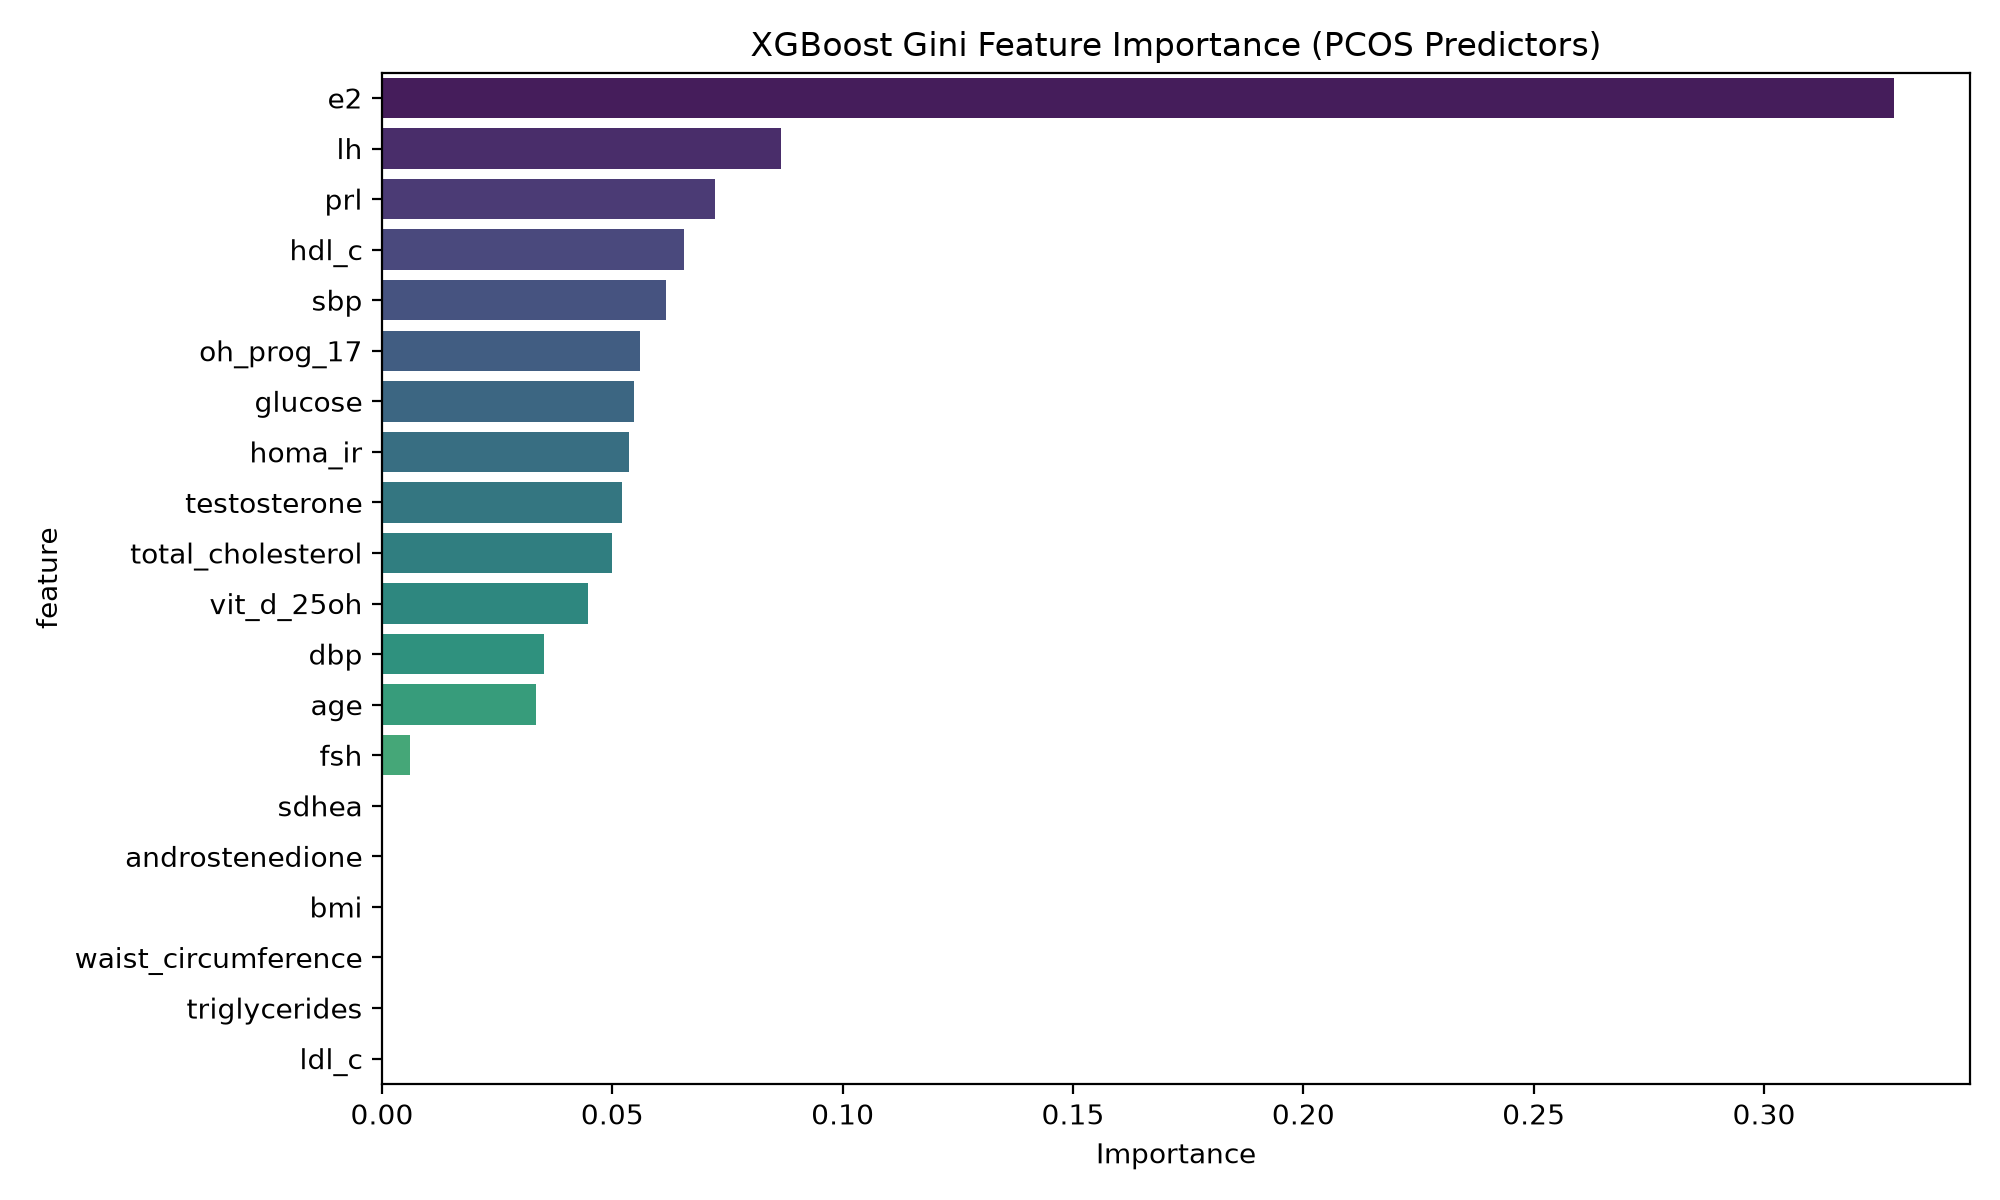 XGBoost Gini Feature Importance (PCOS Predictors)
e2
lh
prl
hdl_c
sbp
oh_prog_17
glucose
homa_ir
testosterone
total_cholesterol
vit_d_25oh
dbp
age
fsh
sdhea
androstenedione
bmi
waist_circumference
triglycerides
ldl_c
feature
0.00 0.05 0.10 0.15 0.20 0.25 0.30
Importance